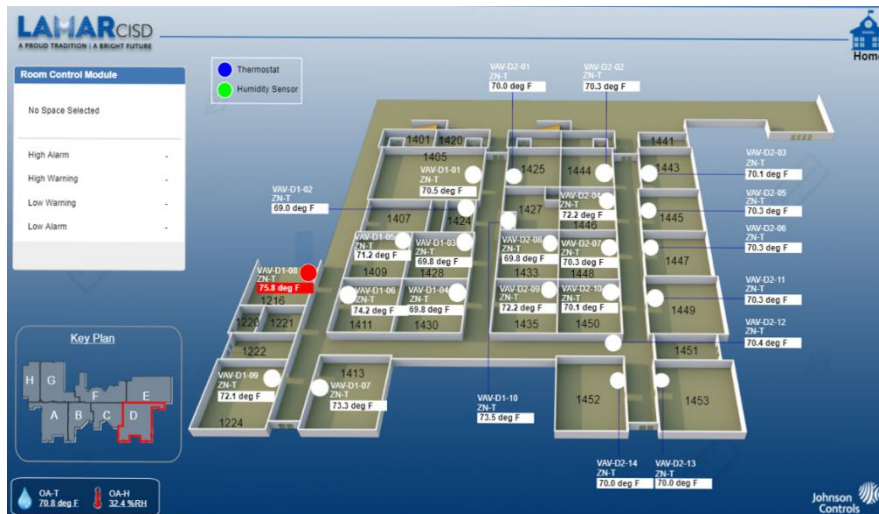 LAMAR CISD
A PROUD TRADITION | A BRIGHT FUTURE
Home
Room Control Module
No Space Selected
High Alarm -
High Warning -
Low Warning -
Low Alarm -
Thermostat
Humidity Sensor
VAV-D2-01
ZN-T
70.0 deg F
VAV-D2-02
ZN-T
70.3 deg F
1401
1420
1405
VAV-D1-01
ZN-T
70.5 deg F
1425
1444
1441
1443
VAV-D2-03
ZN-T
70.1 deg F
VAV-D1-02
ZN-T
69.0 deg F
1407
1424
1427
VAV-D2-04
ZN-T
72.2 deg F
1446
1445
VAV-D2-05
ZN-T
70.3 deg F
VAV-D1-05
ZN-T
71.2 deg F
1409
VAV-D1-03
ZN-T
69.8 deg F
1428
VAV-D2-08
ZN-T
69.8 deg F
1433
VAV-D2-07
ZN-T
70.3 deg F
1448
1447
VAV-D2-06
ZN-T
70.3 deg F
VAV-D1-08
ZN-T
75.8 deg F
1216
VAV-D1-06
ZN-T
74.2 deg F
1411
VAV-D1-04
ZN-T
69.8 deg F
1430
VAV-D2-09
ZN-T
72.2 deg F
1435
VAV-D2-10
ZN-T
70.1 deg F
1450
1449
VAV-D2-11
ZN-T
70.3 deg F
1220
1221
1222
1451
VAV-D2-12
ZN-T
70.4 deg F
VAV-D1-09
ZN-T
72.1 deg F
1224
1413
VAV-D1-07
ZN-T
73.3 deg F
VAV-D1-10
ZN-T
73.5 deg F
1452
1453
VAV-D2-14
ZN-T
70.0 deg F
VAV-D2-13
ZN-T
70.0 deg F
Key Plan
H G F E
A B C D
OA-T
70.8 deg F
OA-H
32.4 %RH
Johnson
Controls